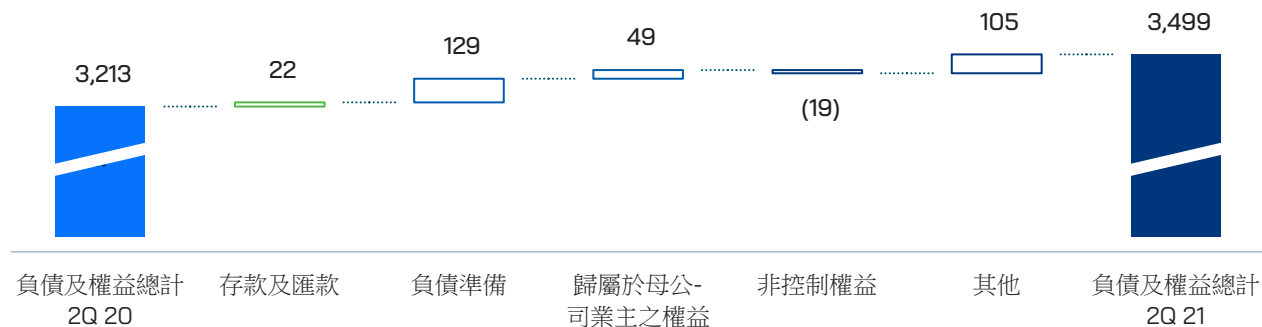 3,213
22
129
49
(19)
105
3,499
負債及權益總計
2Q 20
存款及匯款
負債準備
歸屬於母公-
司業主之權益
非控制權益
其他
負債及權益總計
2Q 21